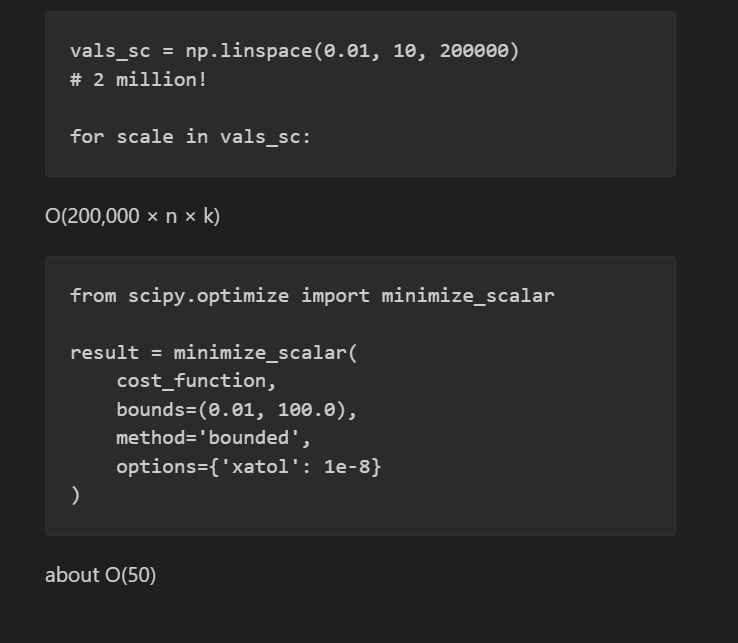 vals_sc = np.linspace(0.01, 10, 200000)
# 2 million!
for scale in vals_sc:
O(200,000 × n × k)
from scipy.optimize import minimize_scalar
result = minimize_scalar(
    cost_function,
    bounds=(0.01, 100.0),
    method='bounded',
    options={'xatol': 1e-8}
)
about O(50)